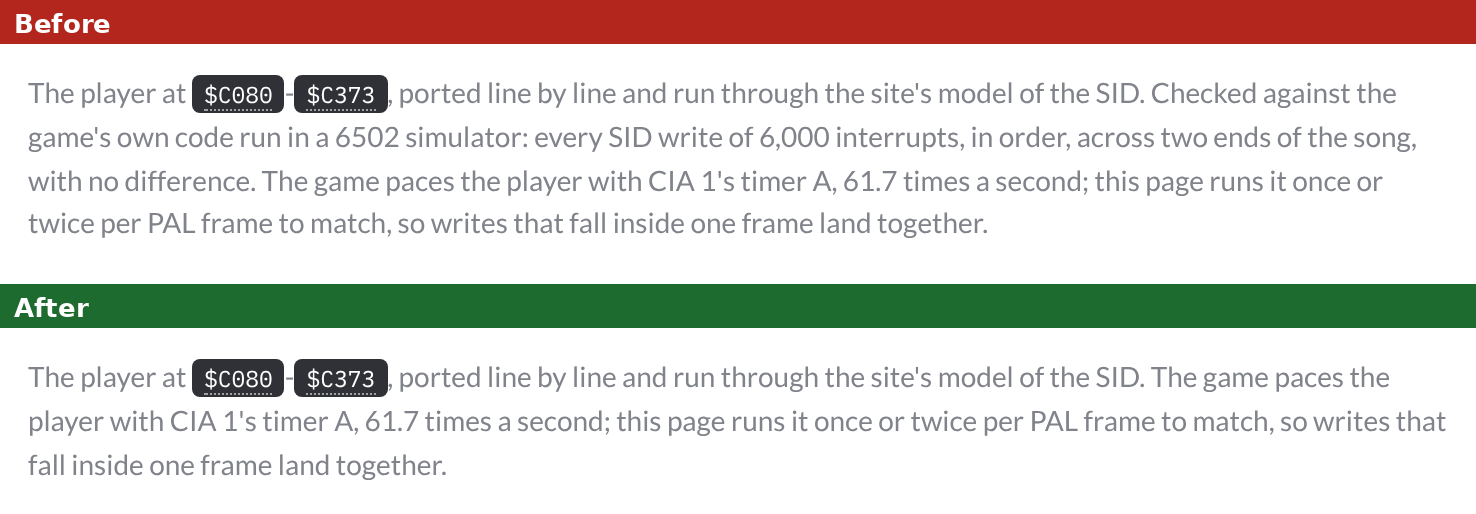 Before
The player at $C080-$C373, ported line by line and run through the site's model of the SID. Checked against the
game's own code run in a 6502 simulator: every SID write of 6,000 interrupts, in order, across two ends of the song,
with no difference. The game paces the player with CIA 1's timer A, 61.7 times a second; this page runs it once or
twice per PAL frame to match, so writes that fall inside one frame land together.
After
The player at $C080-$C373, ported line by line and run through the site's model of the SID. The game paces the
player with CIA 1's timer A, 61.7 times a second; this page runs it once or twice per PAL frame to match, so writes that
fall inside one frame land together.